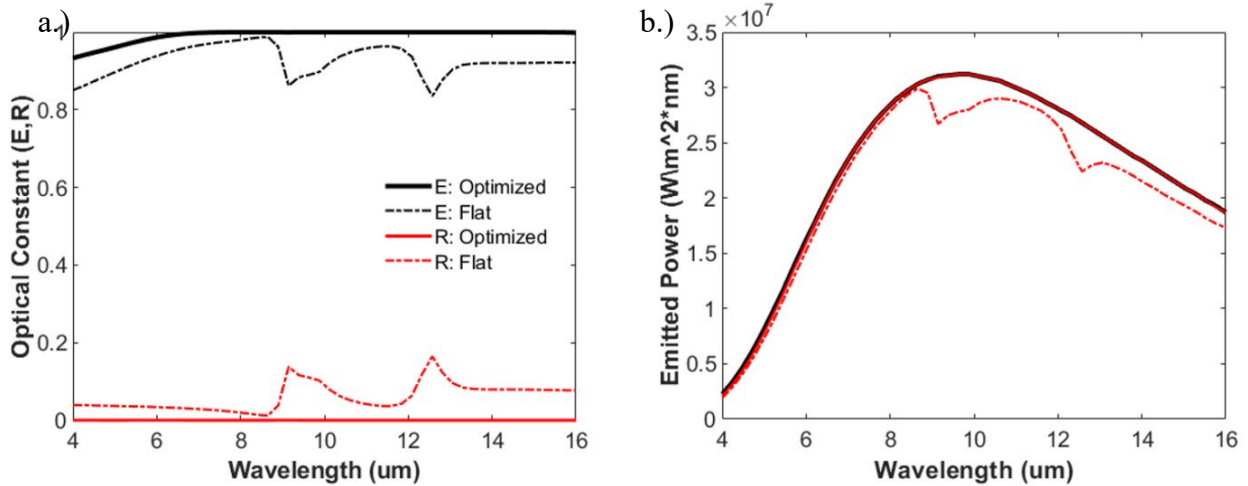 a.)
1
0.8
0.6
0.4
0.2
0
4 6 8 10 12 14 16
Optical Constant (E,R)
Wavelength (um)
E: Optimized
E: Flat
R: Optimized
R: Flat
b.)
×10^7
3.5
3
2.5
2
1.5
1
0.5
0
4 6 8 10 12 14 16
Emitted Power (W\m^2*nm)
Wavelength (um)